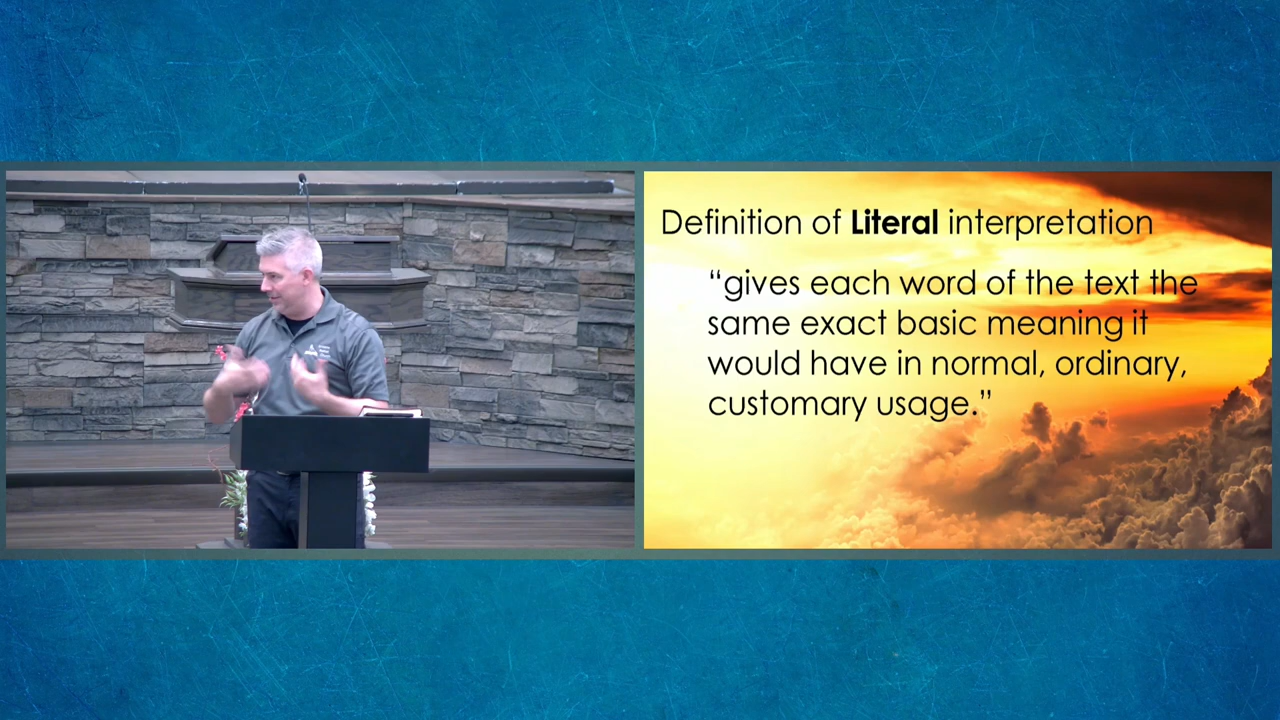 Definition of Literal interpretation
“gives each word of the text the
same exact basic meaning it
would have in normal, ordinary,
customary usage.”